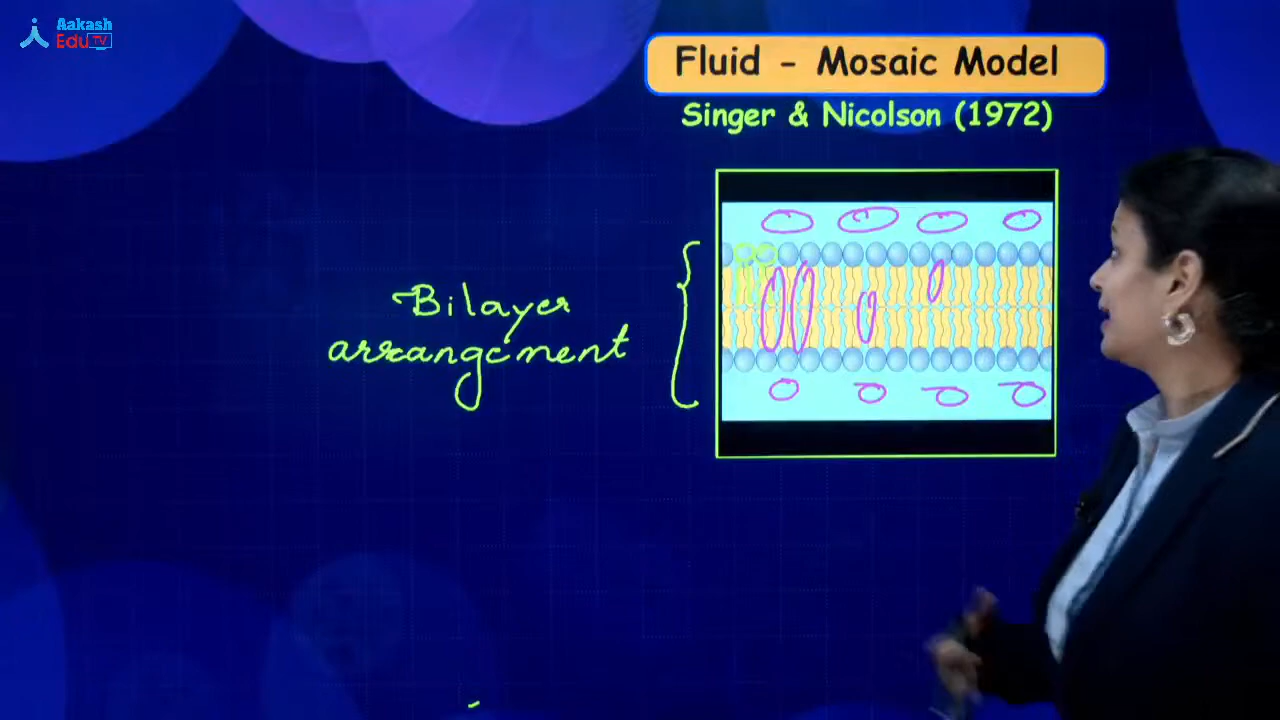 Aakash
Edu TV
Fluid - Mosaic Model
Singer & Nicolson (1972)
Bilayer
arrangement